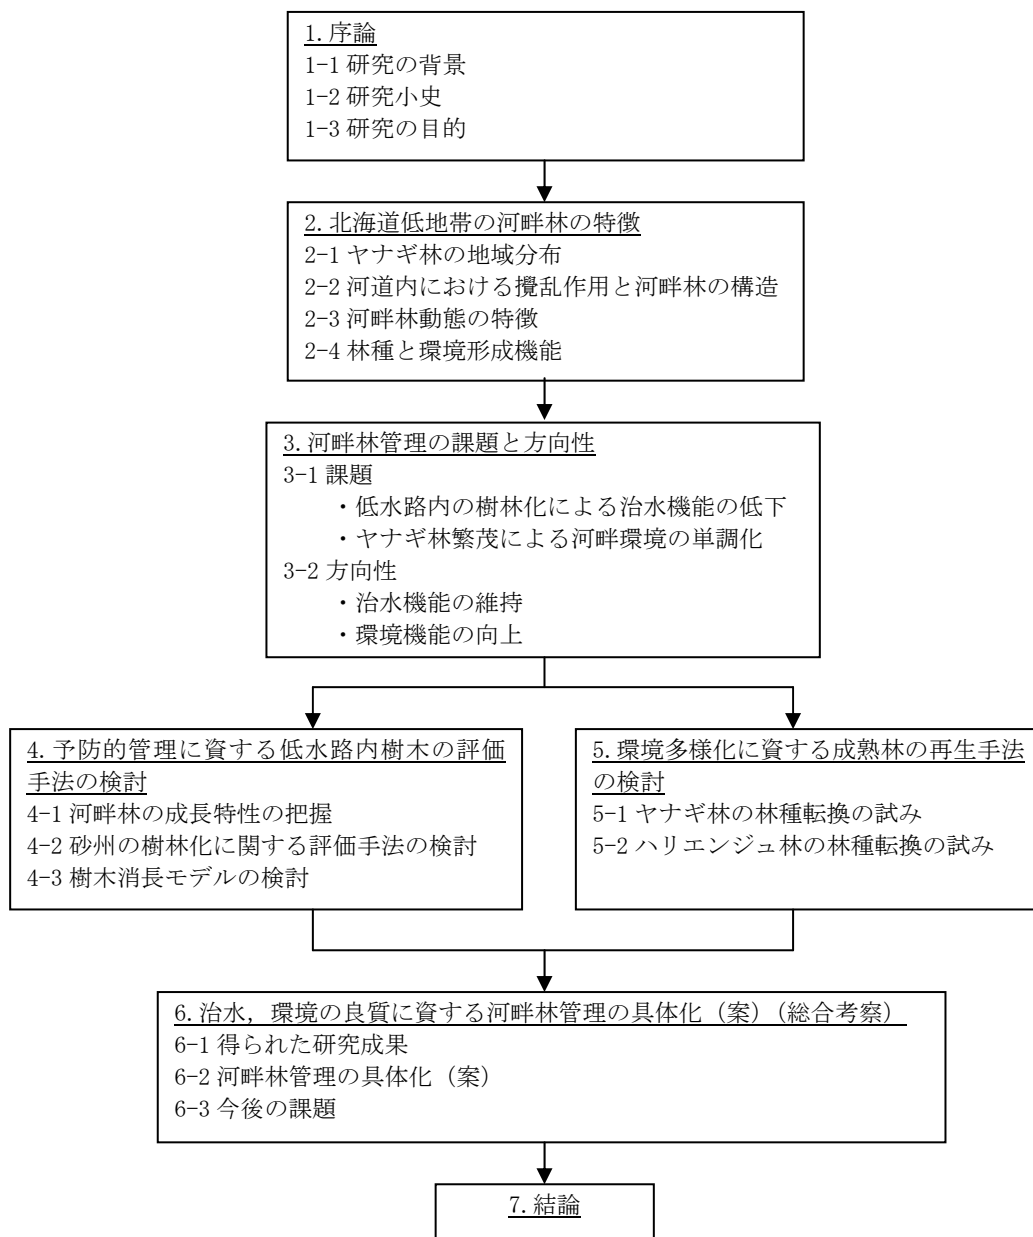 1.序論
1-1 研究の背景
1-2 研究小史
1-3 研究の目的
2.北海道低地帯の河畔林の特徴
2-1 ヤナギ林の地域分布
2-2 河道内における攪乱作用と河畔林の構造
2-3 河畔林動態の特徴
2-4 林種と環境形成機能
3.河畔林管理の課題と方向性
3-1 課題
・低水路内の樹林化による治水機能の低下
・ヤナギ林繁茂による河畔環境の単調化
3-2 方向性
・治水機能の維持
・環境機能の向上
4.予防的管理に資する低水路内樹木の評価
手法の検討
4-1 河畔林の成長特性の把握
4-2 砂州の樹林化に関する評価手法の検討
4-3 樹木消長モデルの検討
5.環境多様化に資する成熟林の再生手法
の検討
5-1 ヤナギ林の林種転換の試み
5-2 ハリエンジュ林の林種転換の試み
6.治水，環境の良質に資する河畔林管理の具体化（案）(総合考察）
6-1 得られた研究成果
6-2 河畔林管理の具体化（案）
6-3 今後の課題
7.結論